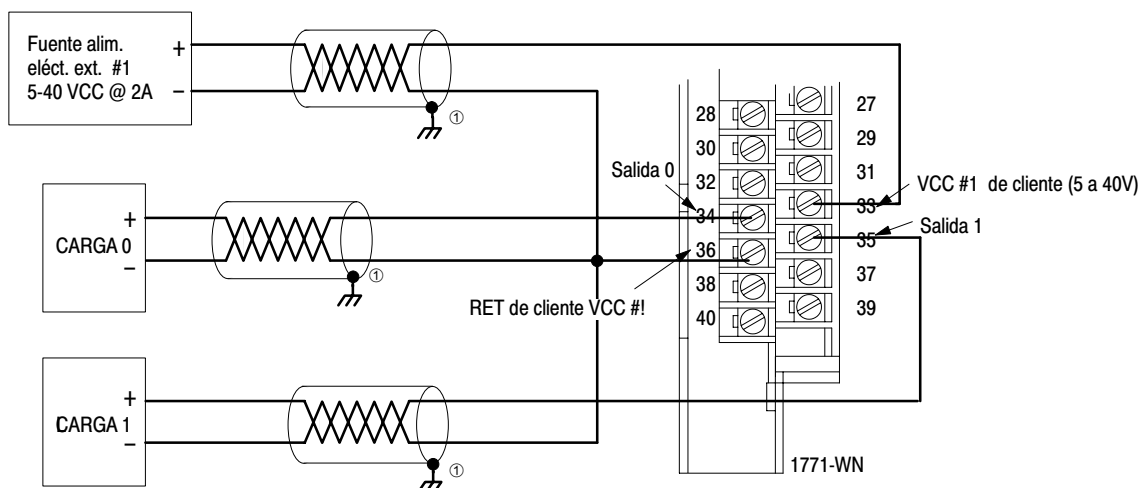 Fuente alim.
eléct. ext. #1
5-40 VCC @ 2A
+
−
①
CARGA 0
+
−
①
CARGA 1
+
−
①
Salida 0
RET de cliente VCC #!
28
30
32
34
36
38
40
27
29
31
33
35
37
39
VCC #1 de cliente (5 a 40V)
Salida 1
1771-WN